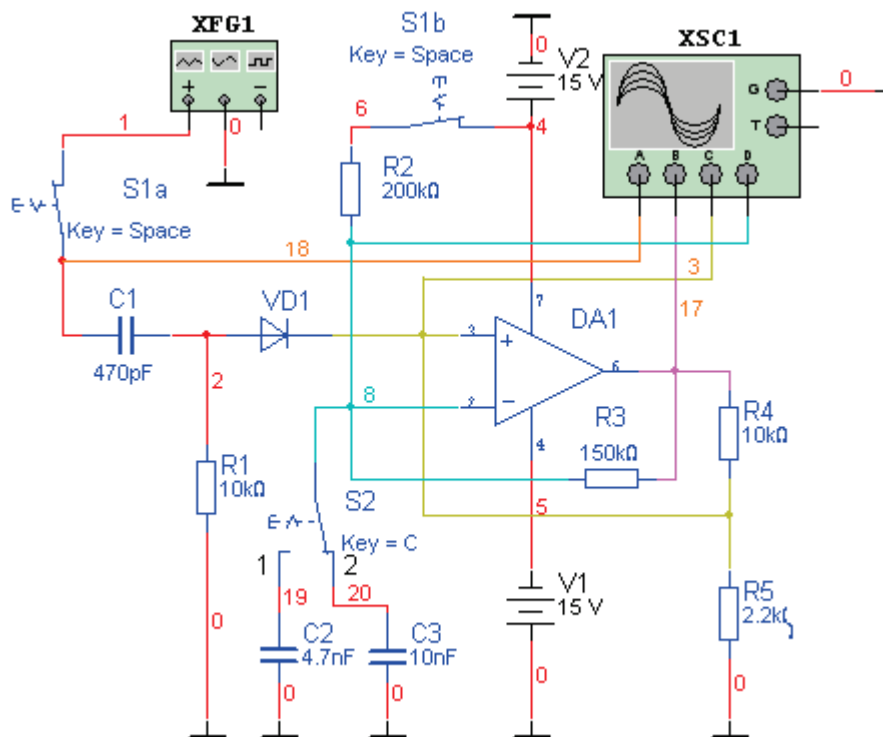 XFG1
+
−
S1b
Key = Space
0
V2
15 V
XSC1
G
T
0
A
B
C
D
1
0
6
4
R2
200kΩ
S1a
Key = Space
18
3
17
C1
470pF
VD1
7
DA1
3
+
6
2
8
2
−
4
R3
150kΩ
R4
10kΩ
R1
10kΩ
S2
Key = C
5
1
2
19
20
V1
15 V
R5
2.2kΩ
0
C2
4.7nF
C3
10nF
0
0
0
0